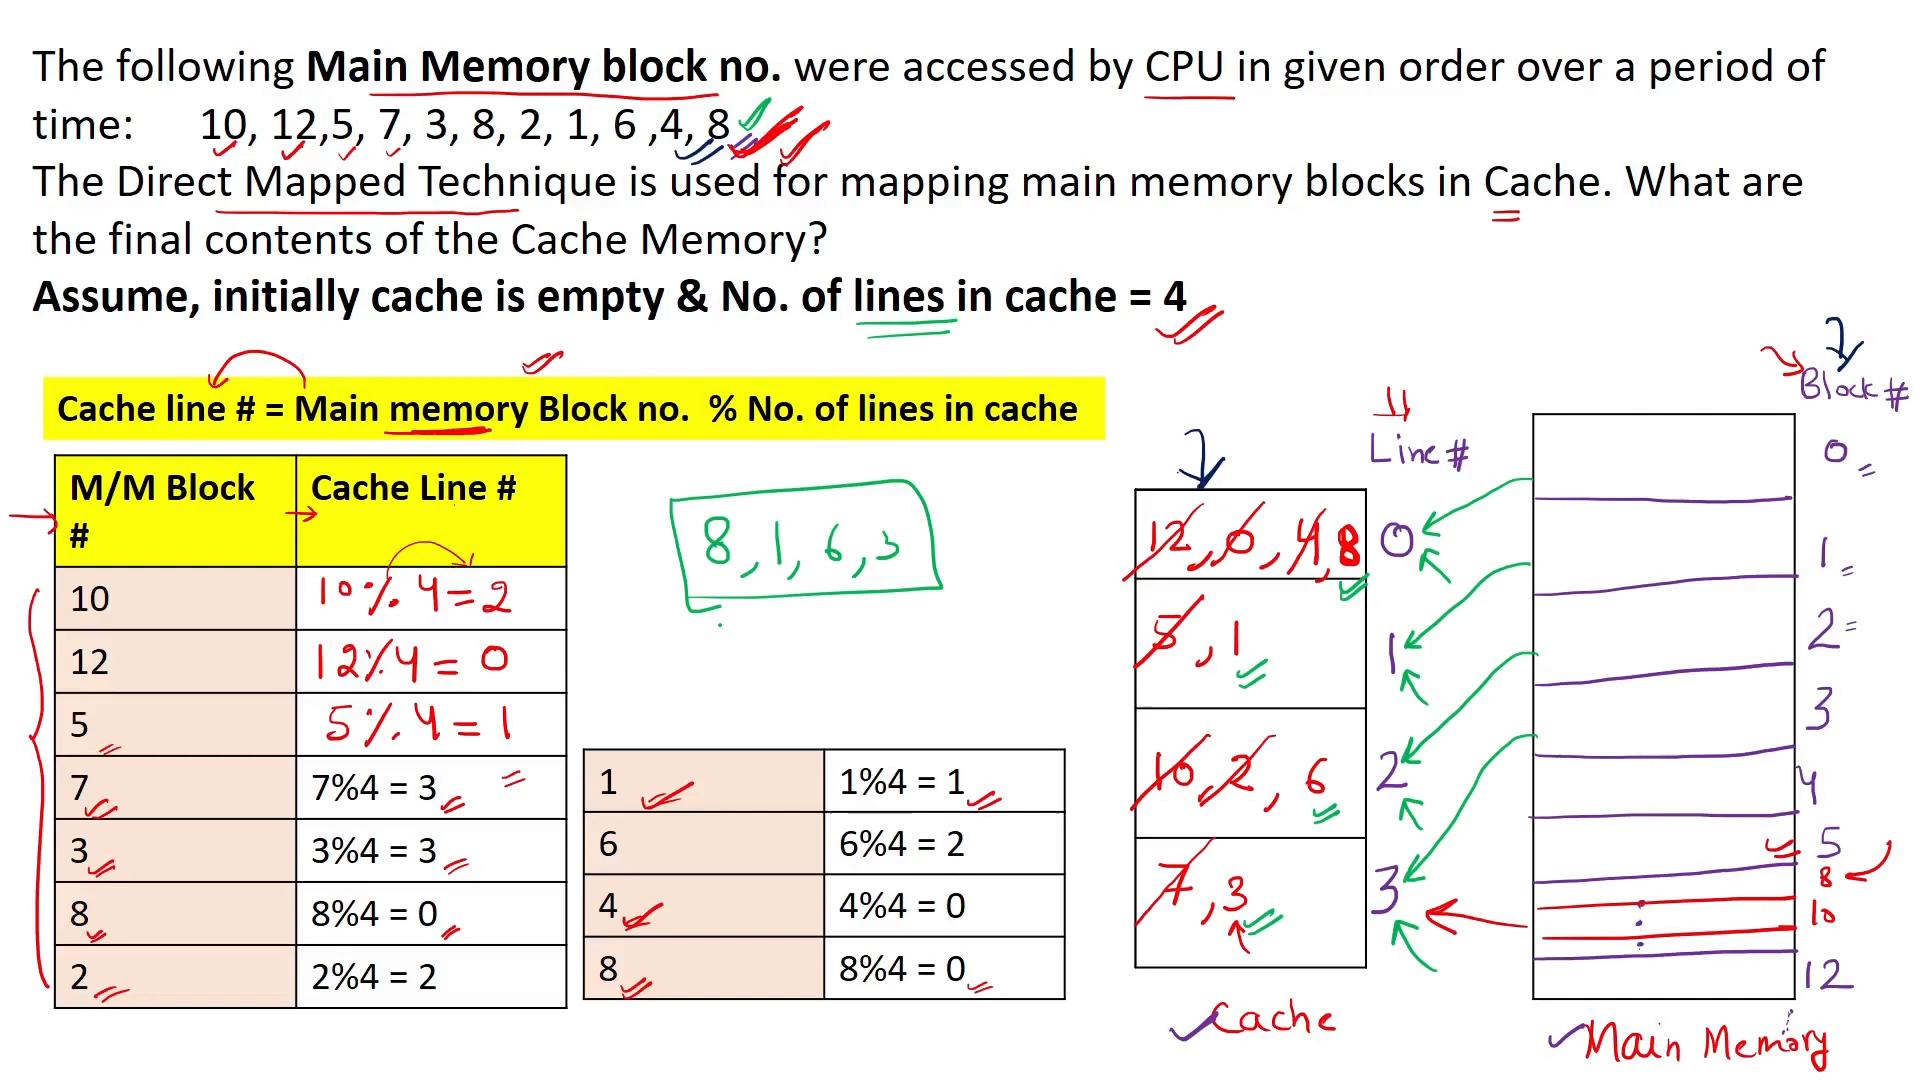 The following Main Memory block no. were accessed by CPU in given order over a period of
time: 10, 12,5, 7, 3, 8, 2, 1, 6 ,4, 8
The Direct Mapped Technique is used for mapping main memory blocks in Cache. What are
the final contents of the Cache Memory?
Assume, initially cache is empty & No. of lines in cache = 4
Cache line # = Main memory Block no. % No. of lines in cache
M/M Block # Cache Line #
10 10%4=2
12 12%4=0
5 5%4=1
7 7%4 = 3
3 3%4 = 3
8 8%4 = 0
2 2%4 = 2
1 1%4 = 1
6 6%4 = 2
4 4%4 = 0
8 8%4 = 0
8, 1, 6, 3
Line #
12, 0, 4, 8 0
5, 1 1
10, 2, 6 2
7, 3 3
Cache
Block #
0
1
2
3
4
5
8
10
12
Main Memory